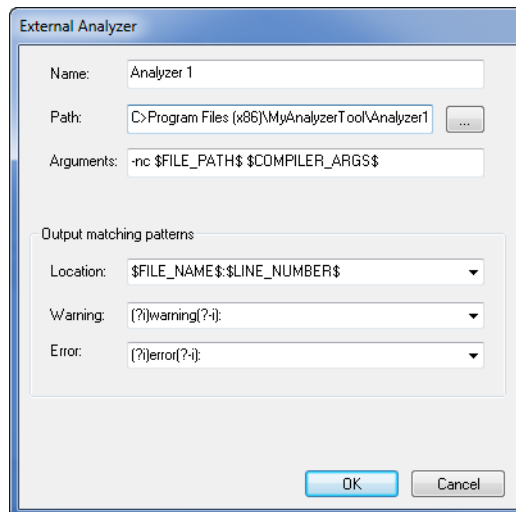 External Analyzer
Name: Analyzer 1
Path: C>Program Files (x86)\MyAnalyzerTool\Analyzer1 ...
Arguments: -nc $FILE_PATH$ $COMPILER_ARGS$
Output matching patterns
Location: $FILE_NAME$:$LINE_NUMBER$
Warning: (?i)warning(?-i):
Error: (?i)error(?-i):
OK Cancel